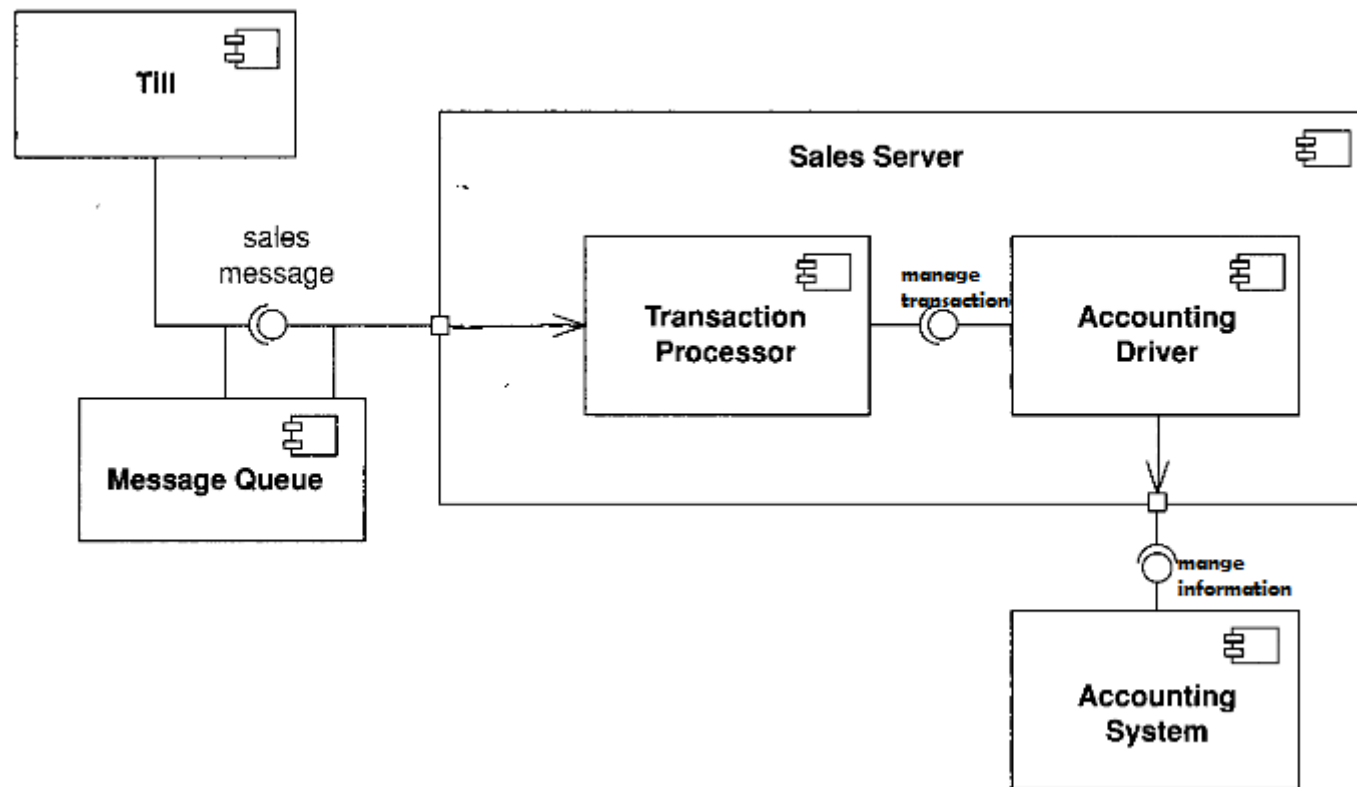 Till
Sales Server
sales
message
manage
transaction
Transaction
Processor
Accounting
Driver
Message Queue
mange
information
Accounting
System